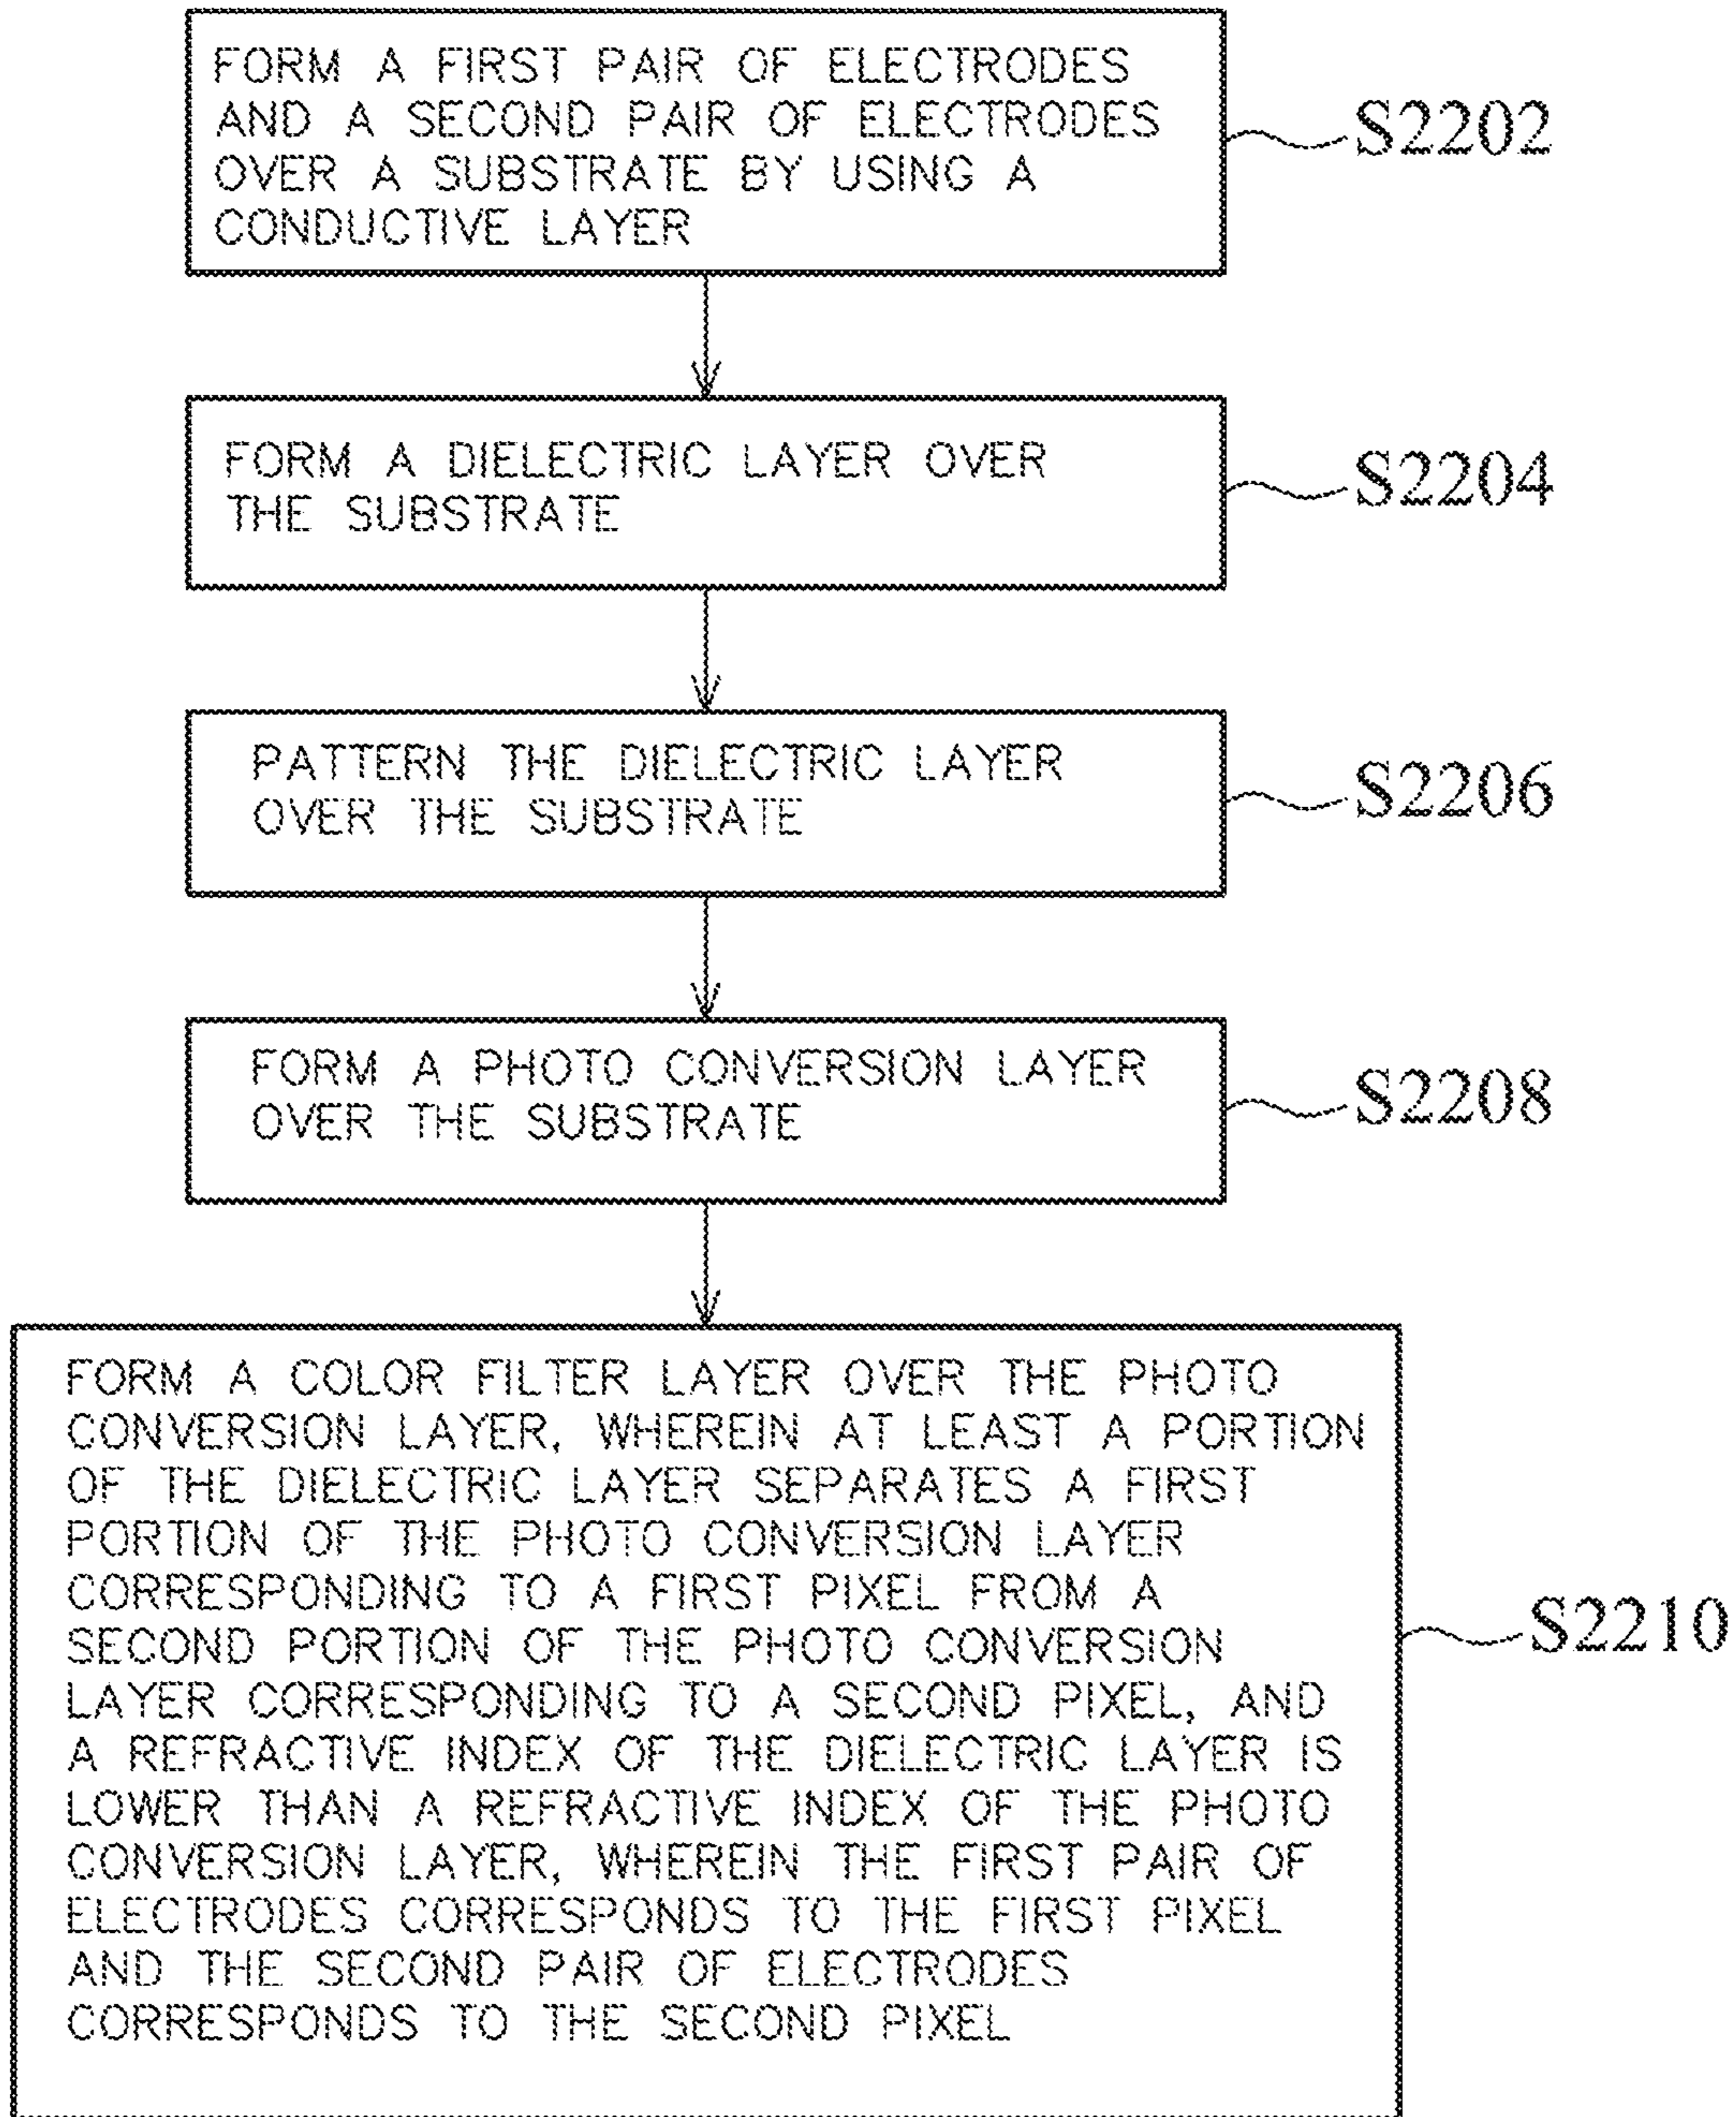 FORM A FIRST PAIR OF ELECTRODES
AND A SECOND PAIR OF ELECTRODES
OVER A SUBSTRATE BY USING A
CONDUCTIVE LAYER
S2202
FORM A DIELECTRIC LAYER OVER
THE SUBSTRATE
S2204
PATTERN THE DIELECTRIC LAYER
OVER THE SUBSTRATE
S2206
FORM A PHOTO CONVERSION LAYER
OVER THE SUBSTRATE
S2208
FORM A COLOR FILTER LAYER OVER THE PHOTO
CONVERSION LAYER, WHEREIN AT LEAST A PORTION
OF THE DIELECTRIC LAYER SEPARATES A FIRST
PORTION OF THE PHOTO CONVERSION LAYER
CORRESPONDING TO A FIRST PIXEL FROM A
SECOND PORTION OF THE PHOTO CONVERSION
LAYER CORRESPONDING TO A SECOND PIXEL, AND
A REFRACTIVE INDEX OF THE DIELECTRIC LAYER IS
LOWER THAN A REFRACTIVE INDEX OF THE PHOTO
CONVERSION LAYER, WHEREIN THE FIRST PAIR OF
ELECTRODES CORRESPONDS TO THE FIRST PIXEL
AND THE SECOND PAIR OF ELECTRODES
CORRESPONDS TO THE SECOND PIXEL
S2210